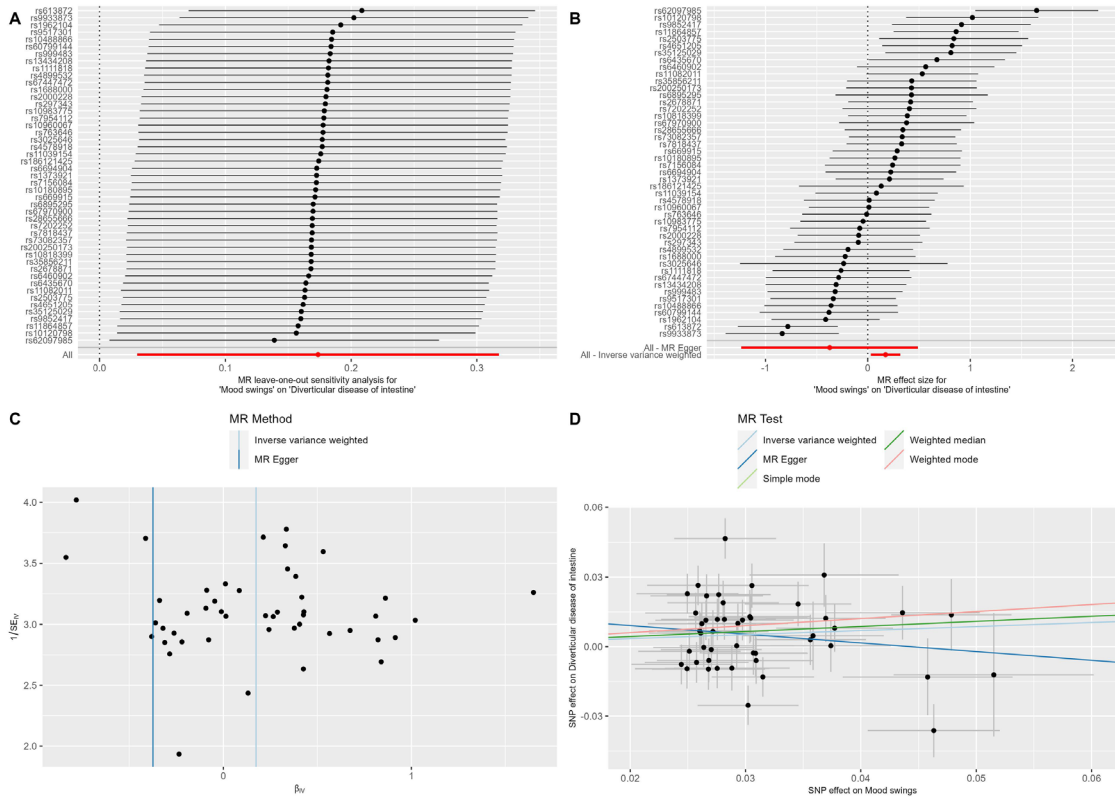 A
rs613872
rs9933873
rs1962104
rs9517301
rs10488866
rs60799144
rs999483
rs13434208
rs1111818
rs4899532
rs67447472
rs1688000
rs2000228
rs297343
rs10983775
rs7954112
rs10960067
rs763646
rs3025646
rs4578918
rs11039154
rs186121425
rs6694904
rs1373921
rs7156084
rs10180895
rs669915
rs6895295
rs67970900
rs28655666
rs7202252
rs7818437
rs73082357
rs200250173
rs10818399
rs35856211
rs2678871
rs6460902
rs6435670
rs11082011
rs2503775
rs4651205
rs35125029
rs9852417
rs11864857
rs10120798
rs62097985
All
0.0 0.1 0.2 0.3
MR leave-one-out sensitivity analysis for
'Mood swings' on 'Diverticular disease of intestine'
B
rs62097985
rs10120798
rs9852417
rs11864857
rs2503775
rs4651205
rs35125029
rs6435670
rs6460902
rs11082011
rs35856211
rs200250173
rs6895295
rs2678871
rs7202252
rs10818399
rs67970900
rs28655666
rs73082357
rs7818437
rs669915
rs10180895
rs7156084
rs6694904
rs1373921
rs186121425
rs11039154
rs4578918
rs10960067
rs763646
rs10983775
rs7954112
rs2000228
rs297343
rs4899532
rs1688000
rs3025646
rs1111818
rs67447472
rs13434208
rs999483
rs9517301
rs10488866
rs60799144
rs1962104
rs613872
rs9933873
All - MR Egger
All - Inverse variance weighted
-1 0 1 2
MR effect size for
'Mood swings' on 'Diverticular disease of intestine'
C
MR Method
Inverse variance weighted
MR Egger
4.0
3.5
3.0
2.5
2.0
1/SE_IV
0 1
β_IV
D
MR Test
Inverse variance weighted
MR Egger
Simple mode
Weighted median
Weighted mode
0.06
0.03
0.00
-0.03
SNP effect on Diverticular disease of intestine
0.02 0.03 0.04 0.05 0.06
SNP effect on Mood swings